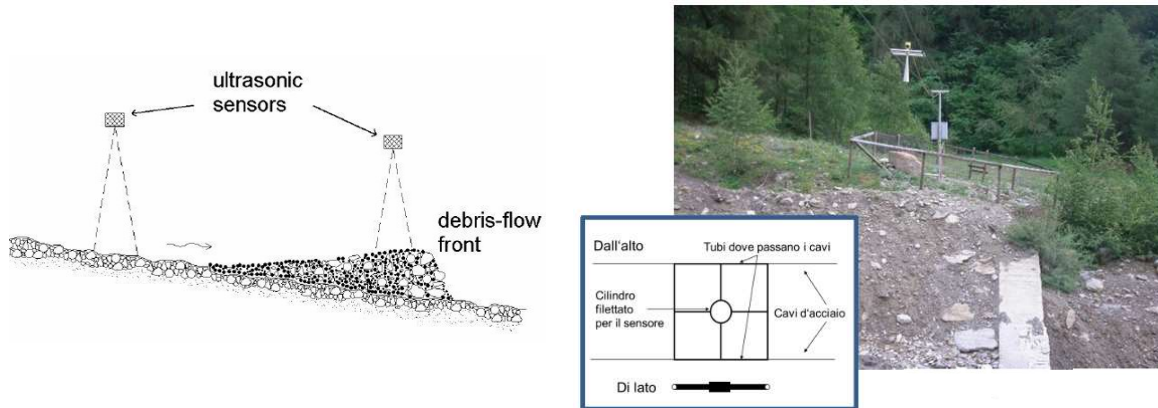 ultrasonic
sensors
debris-flow
front
Dall'alto
Tubi dove passano i cavi
Cilindro
filettato
per il sensore
Cavi d'acciaio
Di lato